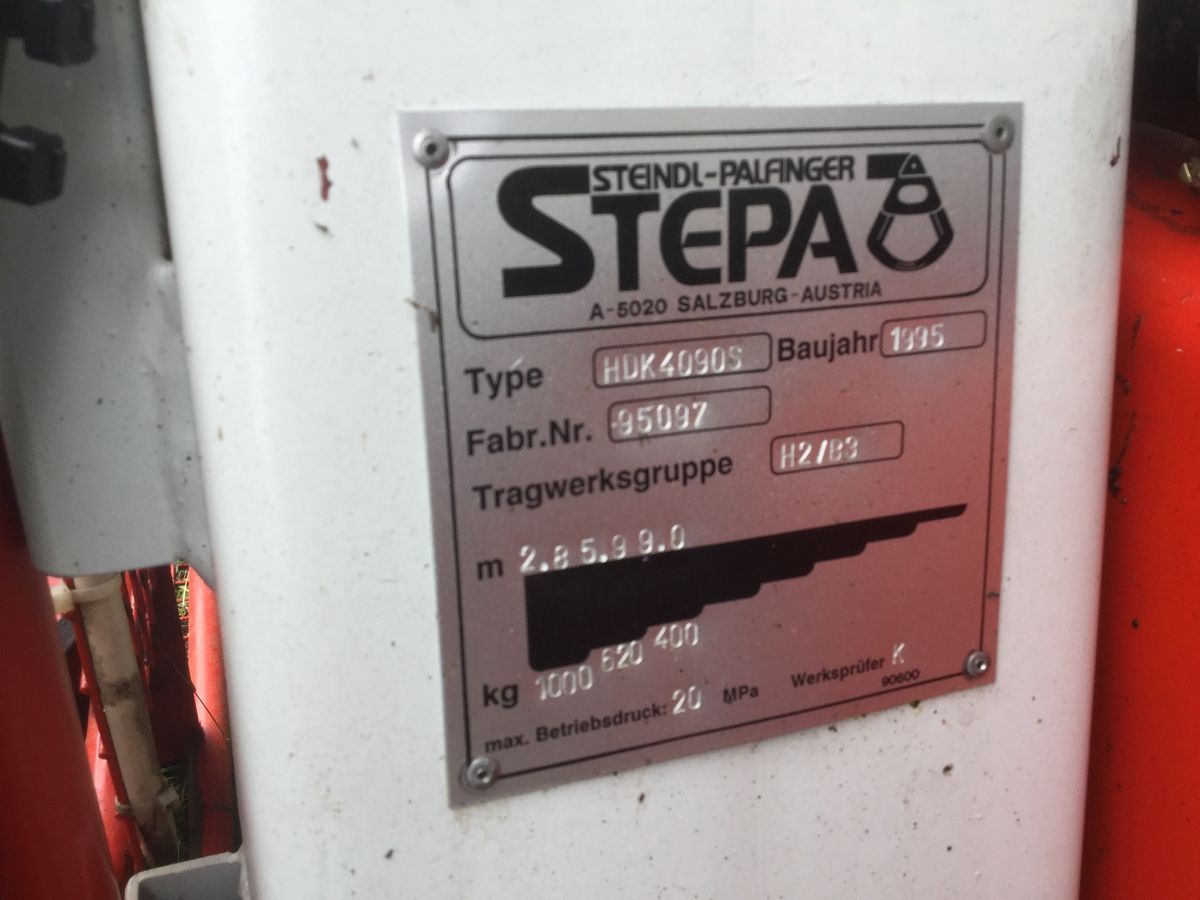 STEINDL-PALFINGER
STEPA
A-5020 SALZBURG-AUSTRIA
Type HDK4090S Baujahr 1995
Fabr.Nr. 95097
Tragwerksgruppe H2/B3
m 2.8 5.9 9.0
kg 1000 620 400
max. Betriebsdruck: 20 MPa Werksprüfer K
90600